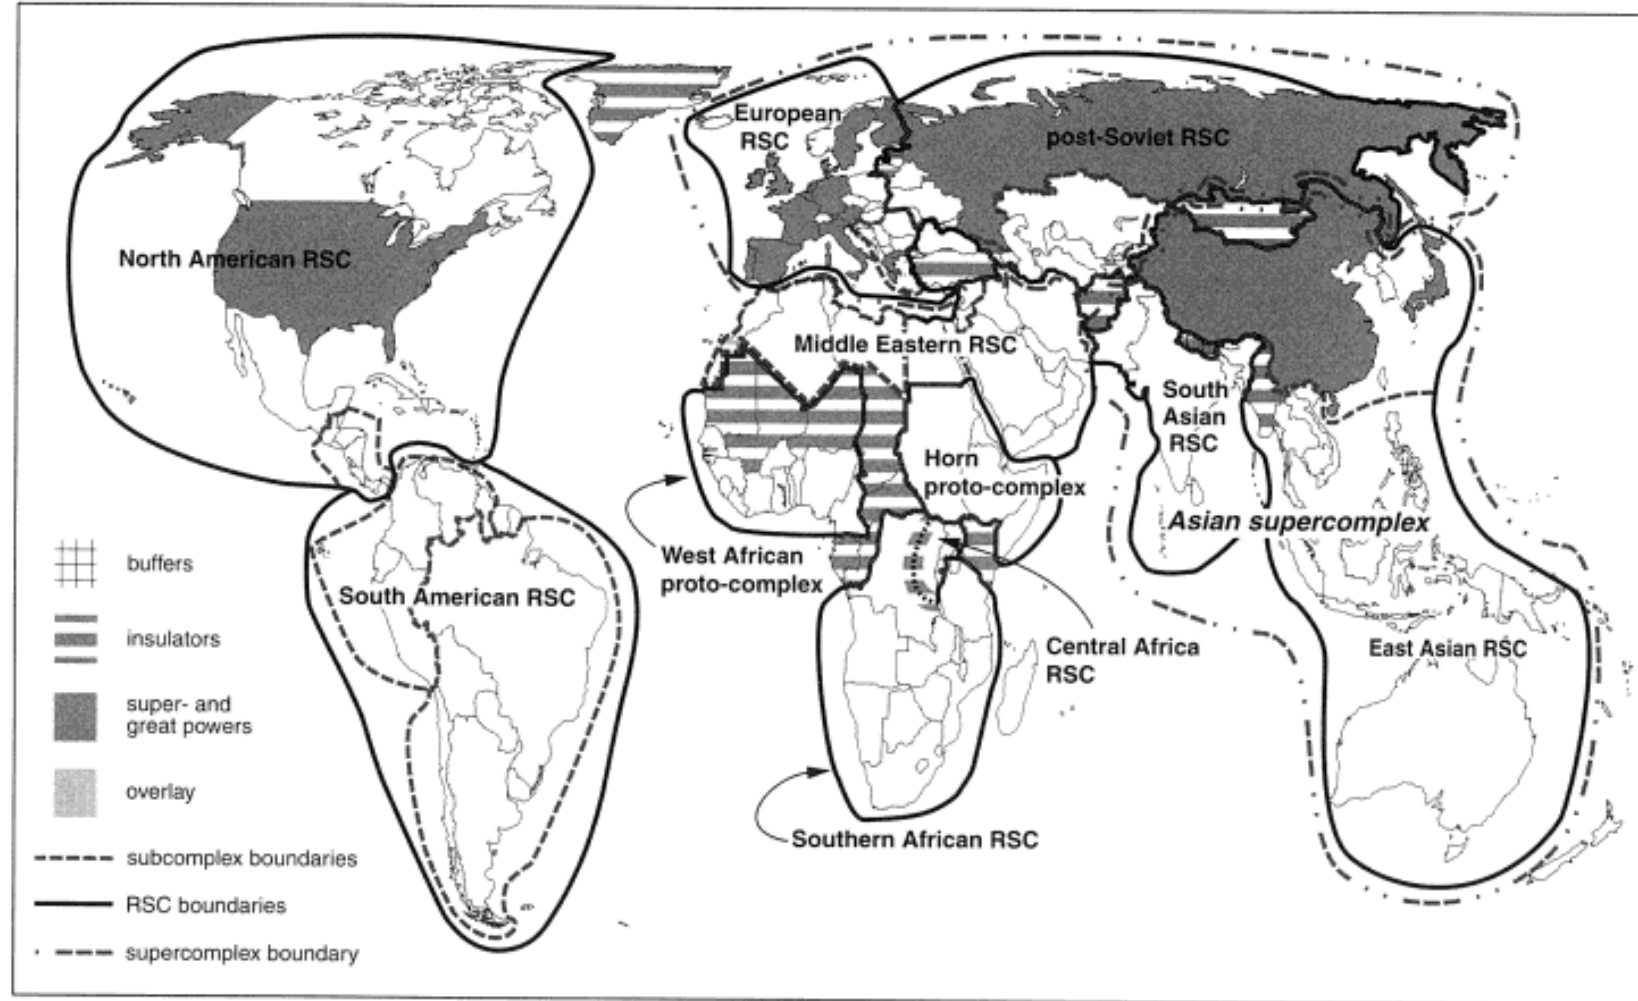 European
RSC
post-Soviet RSC
North American RSC
Middle Eastern RSC
South
Asian
RSC
Horn
proto-complex
Asian supercomplex
West African
proto-complex
South American RSC
Central Africa
RSC
East Asian RSC
Southern African RSC
buffers
insulators
super- and
great powers
overlay
subcomplex boundaries
RSC boundaries
supercomplex boundary